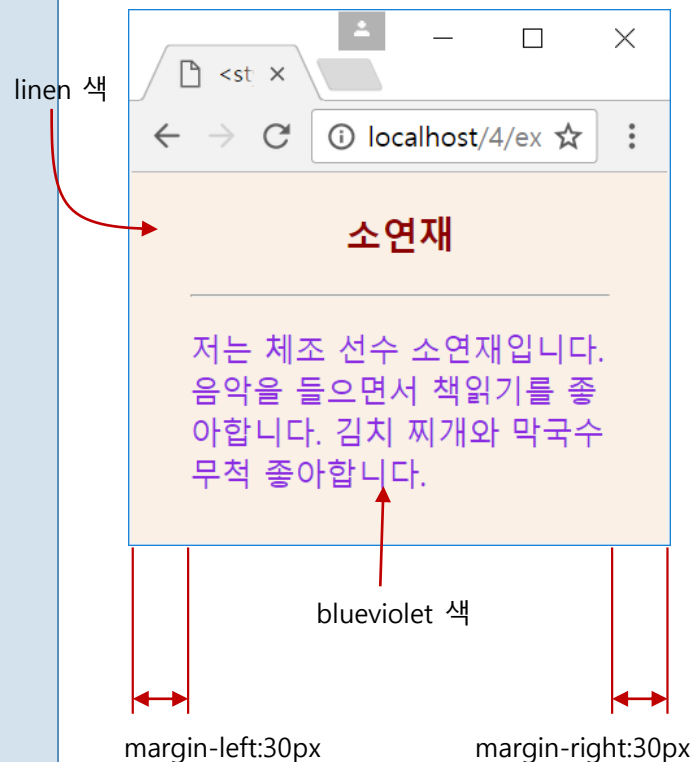 linen 색
<st
localhost/4/ex
소연재
저는 체조 선수 소연재입니다.
음악을 들으면서 책읽기를 좋
아합니다. 김치 찌개와 막국수
무척 좋아합니다.
blueviolet 색
margin-left:30px
margin-right:30px